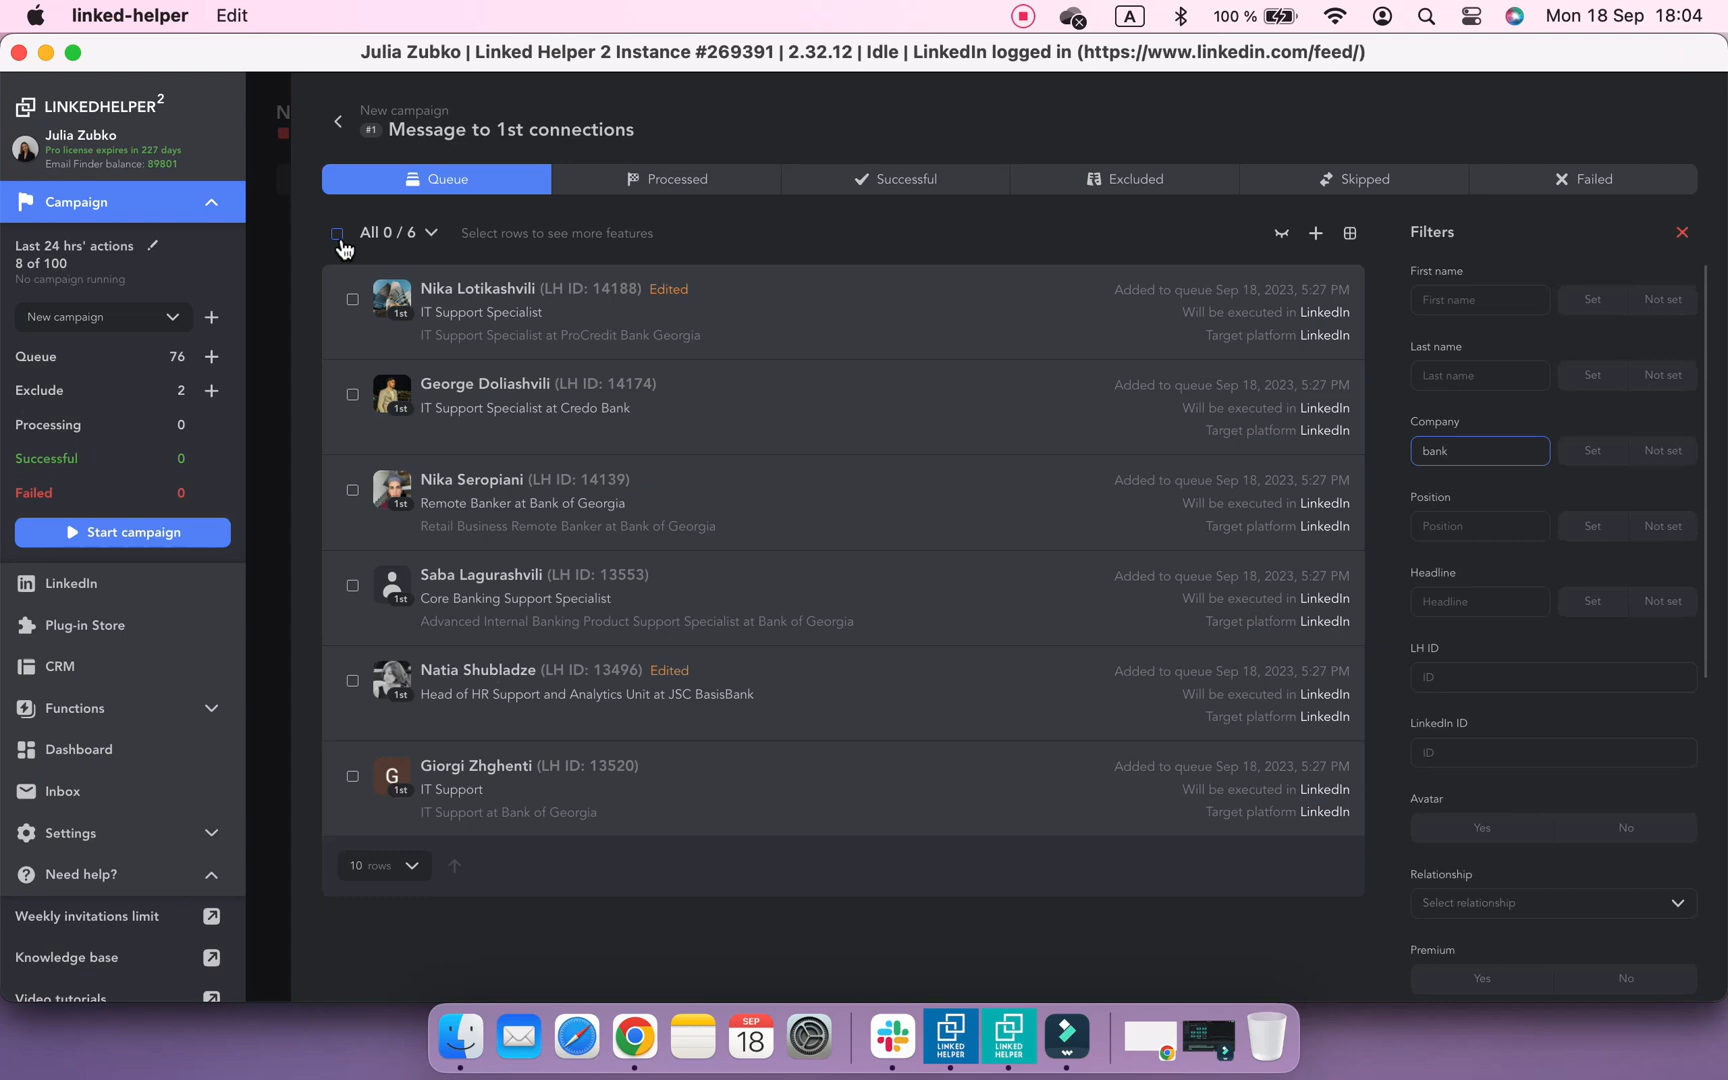 linked-helper Edit A 100 % Mon 18 Sep 18:04
Julia Zubko | Linked Helper 2 Instance #269391 | 2.32.12 | Idle | LinkedIn logged in (https://www.linkedin.com/feed/)
LINKEDHELPER²
Julia Zubko
Pro license expires in 227 days
Email Finder balance: 89801
Campaign
Last 24 hrs' actions
8 of 100
No campaign running
New campaign
Queue 76
Exclude 2
Processing 0
Successful 0
Failed 0
Start campaign
LinkedIn
Plug-in Store
CRM
Functions
Dashboard
Inbox
Settings
Need help?
Weekly invitations limit
Knowledge base
Video tutorials
N
New campaign
#1 Message to 1st connections
Queue Processed Successful Excluded Skipped Failed
All 0 / 6 Select rows to see more features
Nika Lotikashvili (LH ID: 14188) Edited
1st IT Support Specialist
IT Support Specialist at ProCredit Bank Georgia
Added to queue Sep 18, 2023, 5:27 PM
Will be executed in LinkedIn
Target platform LinkedIn
George Doliashvili (LH ID: 14174)
1st IT Support Specialist at Credo Bank
Added to queue Sep 18, 2023, 5:27 PM
Will be executed in LinkedIn
Target platform LinkedIn
Nika Seropiani (LH ID: 14139)
1st Remote Banker at Bank of Georgia
Retail Business Remote Banker at Bank of Georgia
Added to queue Sep 18, 2023, 5:27 PM
Will be executed in LinkedIn
Target platform LinkedIn
Saba Lagurashvili (LH ID: 13553)
1st Core Banking Support Specialist
Advanced Internal Banking Product Support Specialist at Bank of Georgia
Added to queue Sep 18, 2023, 5:27 PM
Will be executed in LinkedIn
Target platform LinkedIn
Natia Shubladze (LH ID: 13496) Edited
1st Head of HR Support and Analytics Unit at JSC BasisBank
Added to queue Sep 18, 2023, 5:27 PM
Will be executed in LinkedIn
Target platform LinkedIn
Giorgi Zhghenti (LH ID: 13520)
G 1st IT Support
IT Support at Bank of Georgia
Added to queue Sep 18, 2023, 5:27 PM
Will be executed in LinkedIn
Target platform LinkedIn
10 rows
Filters
First name
First name Set Not set
Last name
Last name Set Not set
Company
bank Set Not set
Position
Position Set Not set
Headline
Headline Set Not set
LH ID
ID
LinkedIn ID
ID
Avatar
Yes No
Relationship
Select relationship
Premium
Yes No
SEP
18
LINKED
HELPER
LINKED
HELPER